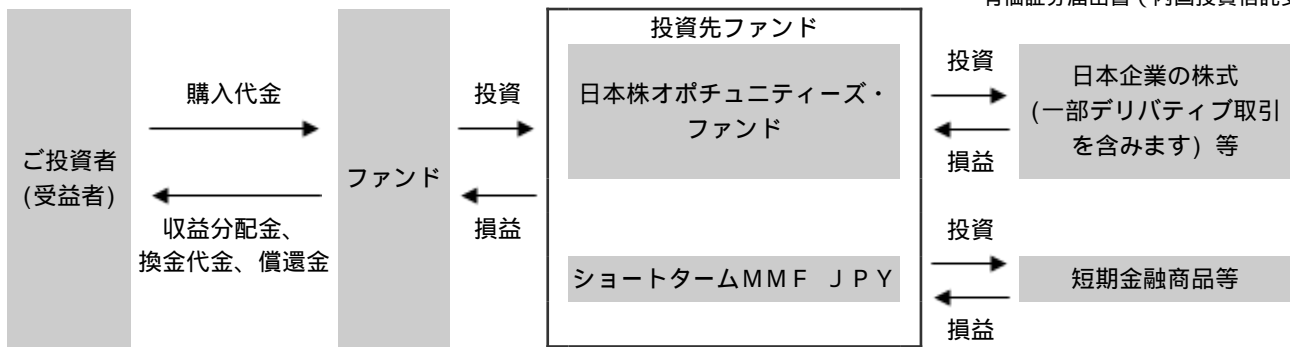 投資先ファンド
ご投資者
(受益者)
購入代金
収益分配金、
換金代金、償還金
ファンド
投資
損益
日本株オポチュニティーズ・
ファンド
ショートタームＭＭＦ　ＪＰＹ
投資
損益
日本企業の株式
(一部デリバティブ取引
を含みます) 等
投資
損益
短期金融商品等